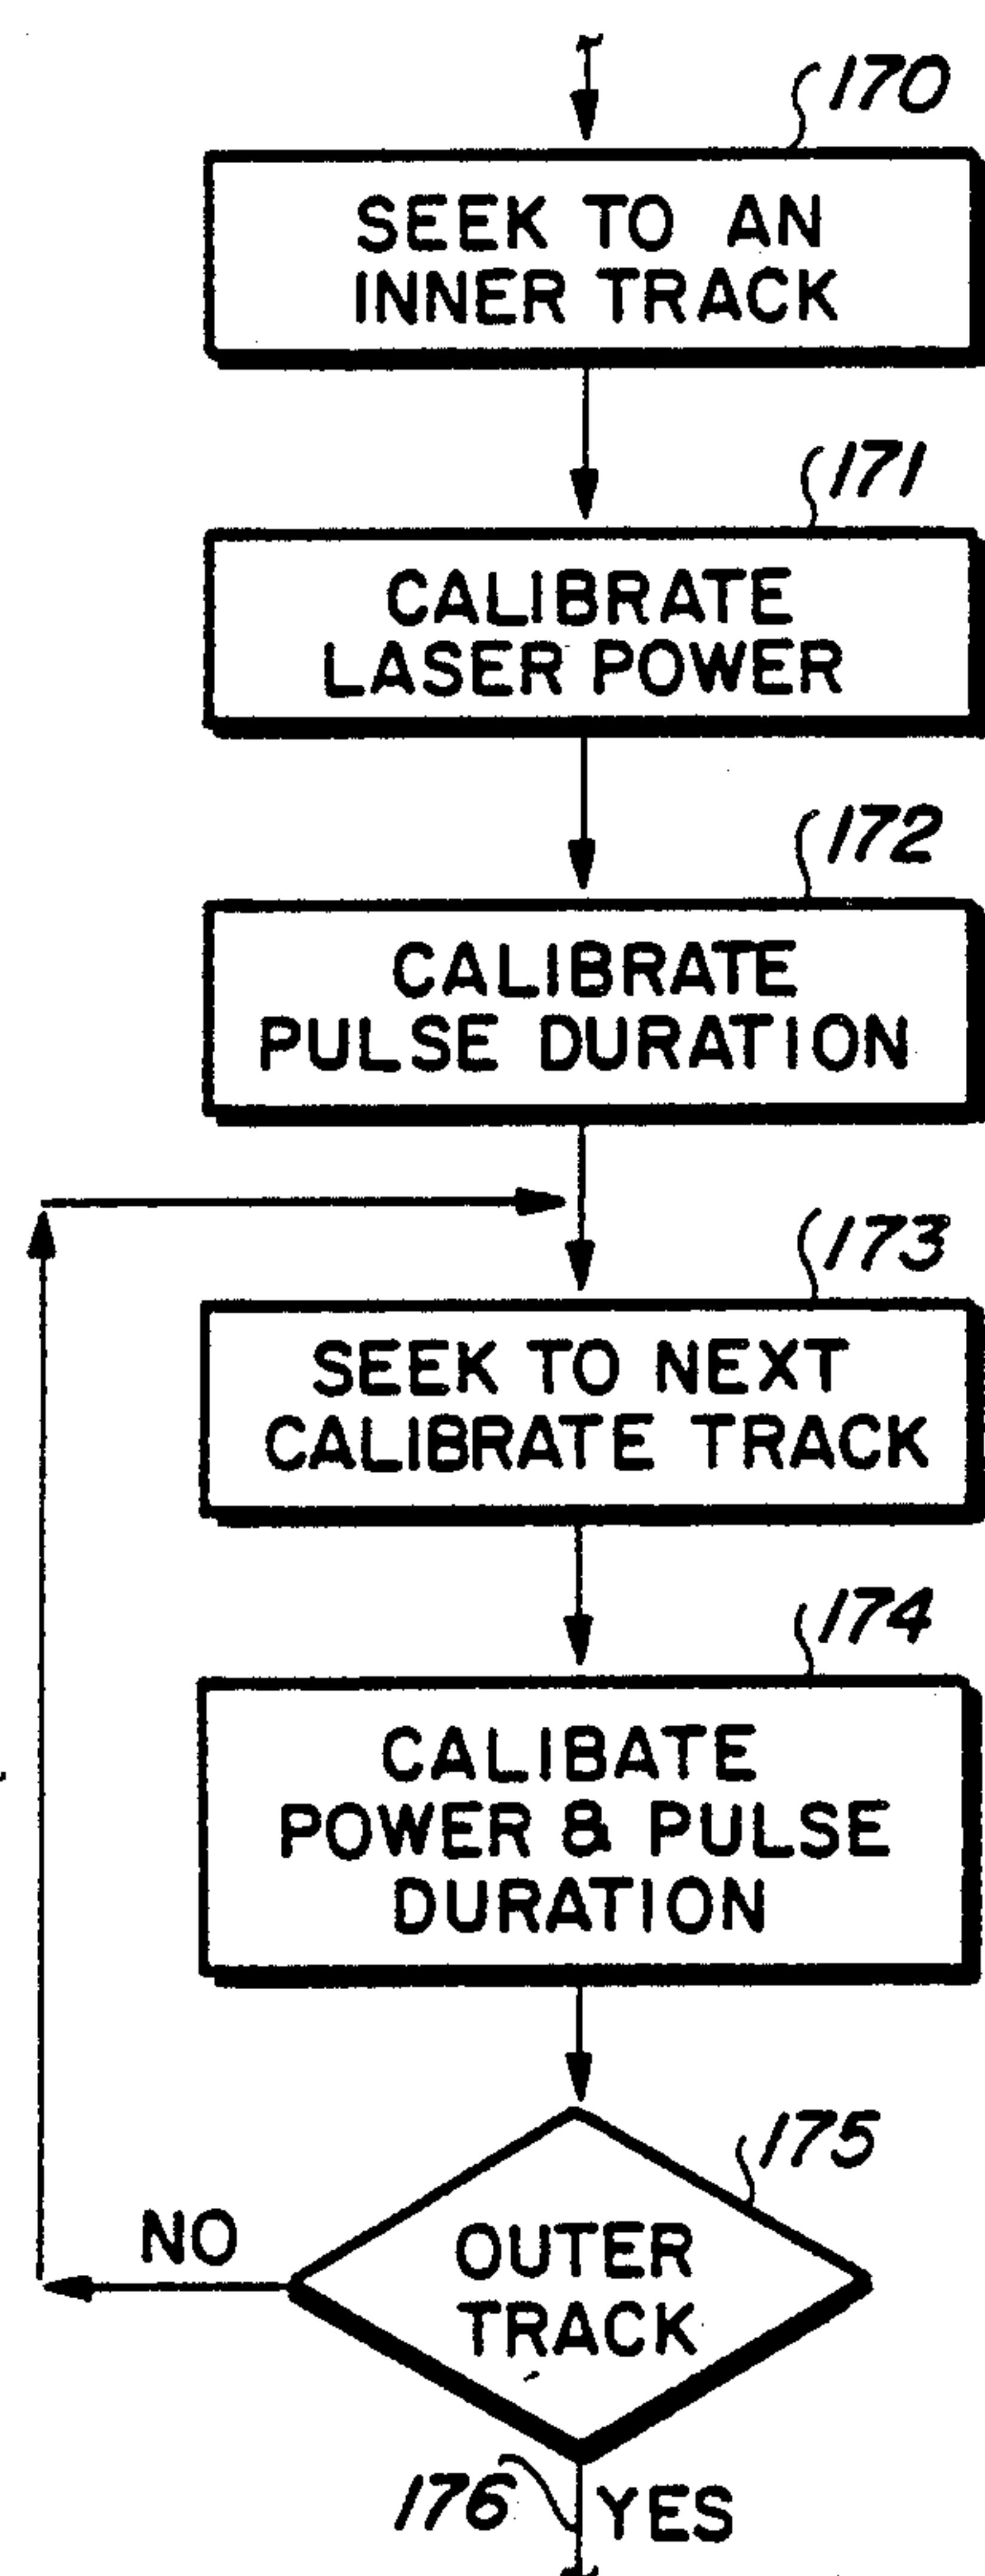 170
SEEK TO AN
INNER TRACK
171
CALIBRATE
LASER POWER
172
CALIBRATE
PULSE DURATION
173
SEEK TO NEXT
CALIBRATE TRACK
174
CALIBATE
POWER & PULSE
DURATION
175
OUTER
TRACK
NO
176
YES